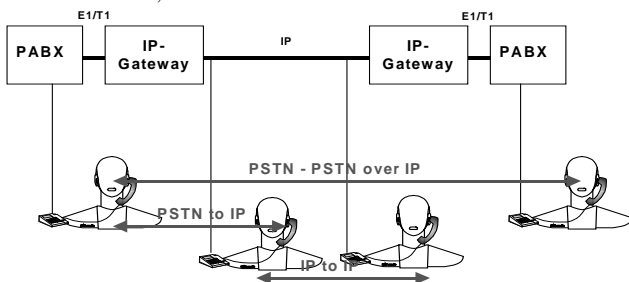 E1/T1
E1/T1
PABX
IP-
Gateway
IP
IP-
Gateway
PABX
PSTN - PSTN over IP
PSTN to IP
IP to IP